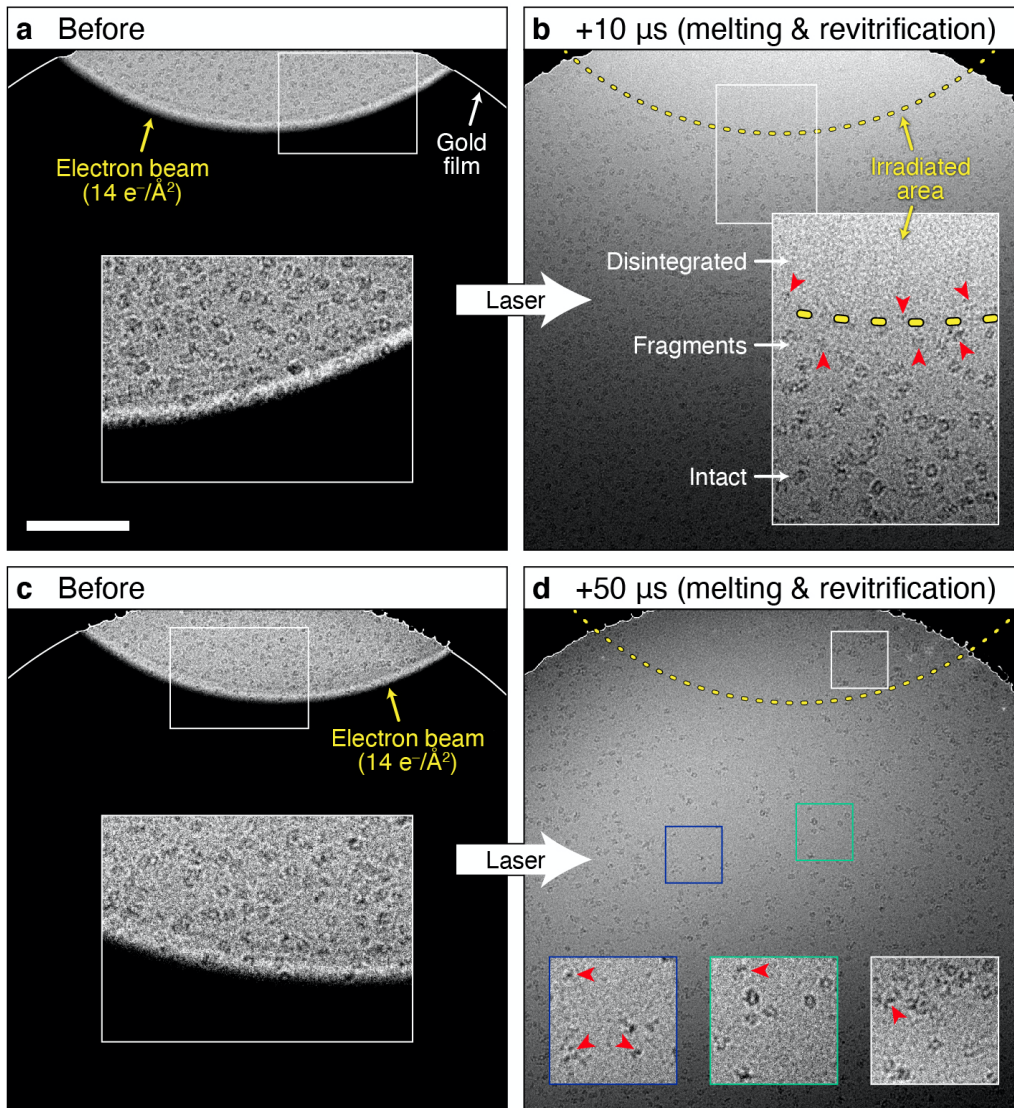 a Before
Electron beam
(14 e⁻/Å²)
Gold
film
Laser
b +10 µs (melting & revitrification)
Irradiated
area
Disintegrated
Fragments
Intact
c Before
Electron beam
(14 e⁻/Å²)
Laser
d +50 µs (melting & revitrification)